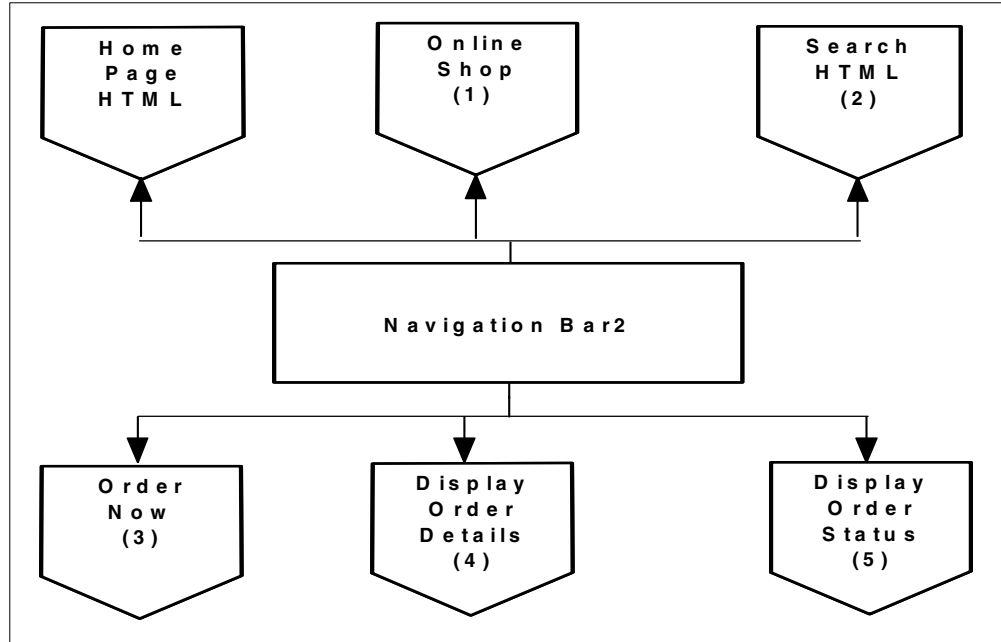 Home
Page
HTML
Online
Shop
(1)
Search
HTML
(2)
Navigation Bar2
Order
Now
(3)
Display
Order
Details
(4)
Display
Order
Status
(5)